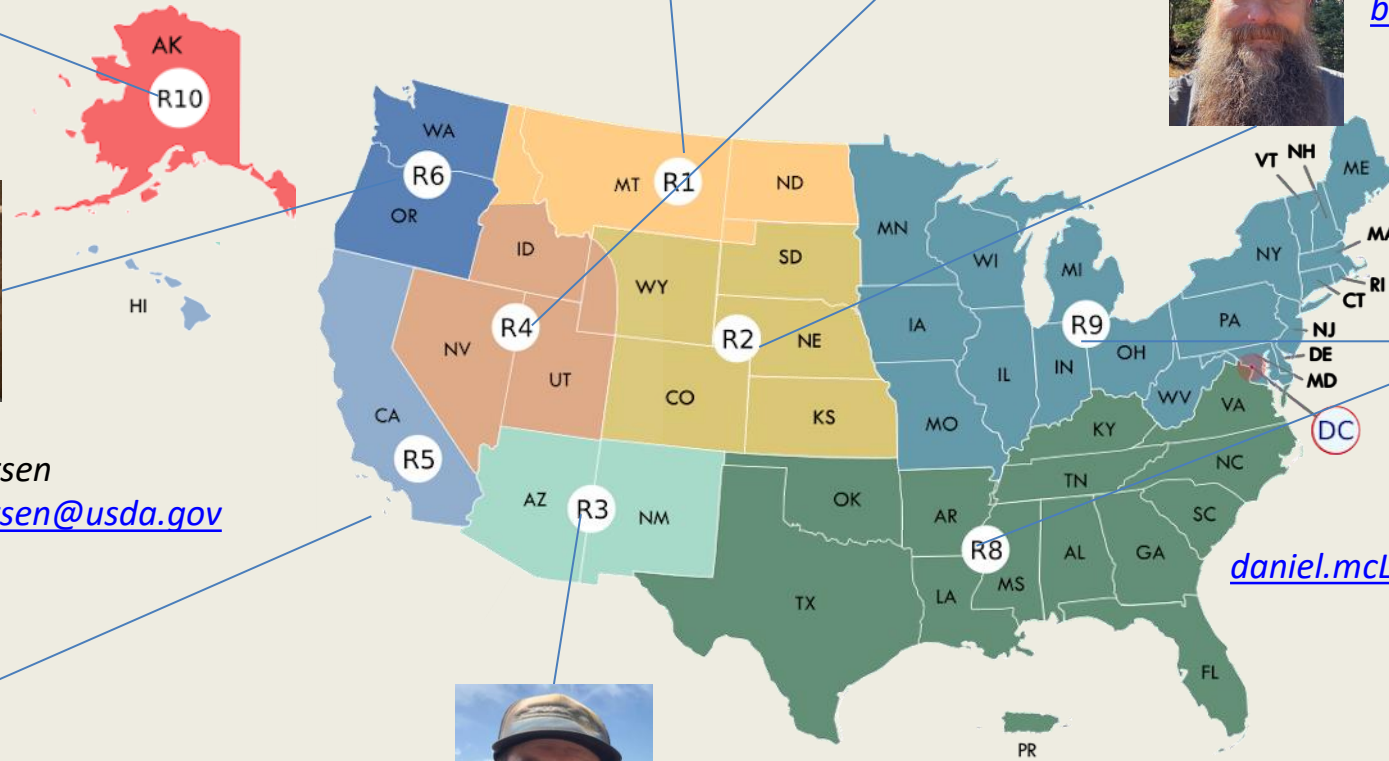 b
AK
R10
WA
R6
OR
MT
R1
ND
ID
WY
SD
MN
WI
MI
VT
NH
ME
MA
NY
RI
CT
HI
R4
NV
UT
R2
NE
IA
R9
PA
NJ
DE
MD
IL
IN
OH
WV
VA
DC
CA
CO
KS
MO
KY
R5
TN
NC
sen
sen@usda.gov
AZ
R3
NM
OK
AR
R8
SC
MS
AL
GA
daniel.mcL
TX
LA
FL
PR